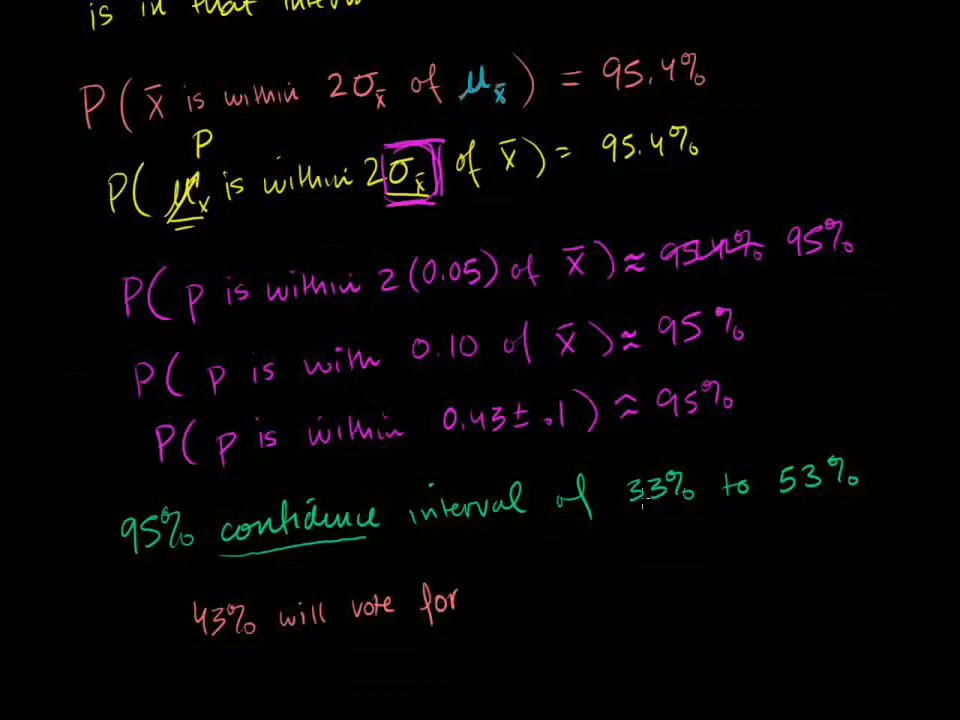 is in that interval
P( x̄ is within 2σx̄ of μx̄ ) = 95.4%
P
P( μx̄ is within 2σx̄ of x̄ ) = 95.4%
P( p is within 2(0.05) of x̄ ) ≈ 95.4% 95%
P( p is with 0.10 of x̄ ) ≈ 95%
P( p is within 0.43 ± .1 ) ≈ 95%
95% confidence interval of 33% to 53%
43% will vote for